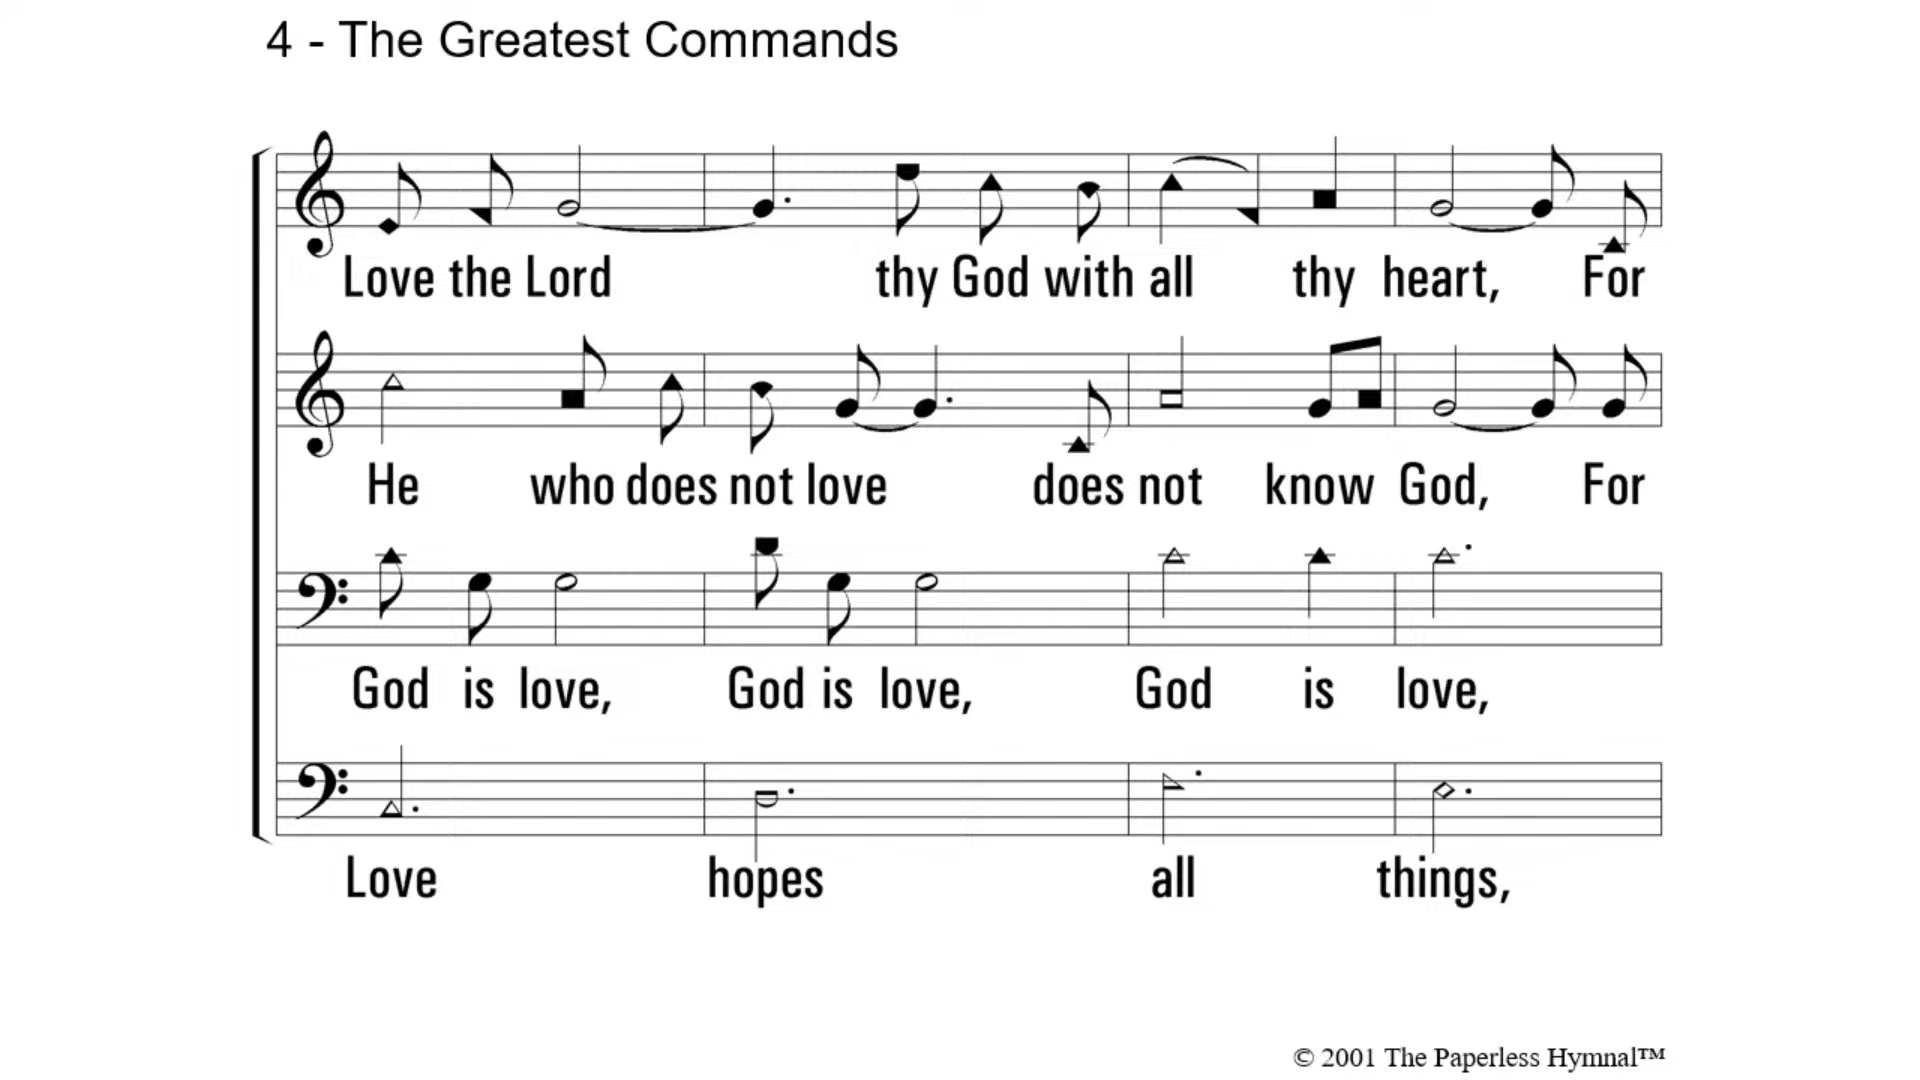 4 - The Greatest Commands
Love the Lord thy God with all thy heart, For
He who does not love does not know God, For
God is love, God is love, God is love,
Love hopes all things,
© 2001 The Paperless Hymnal™